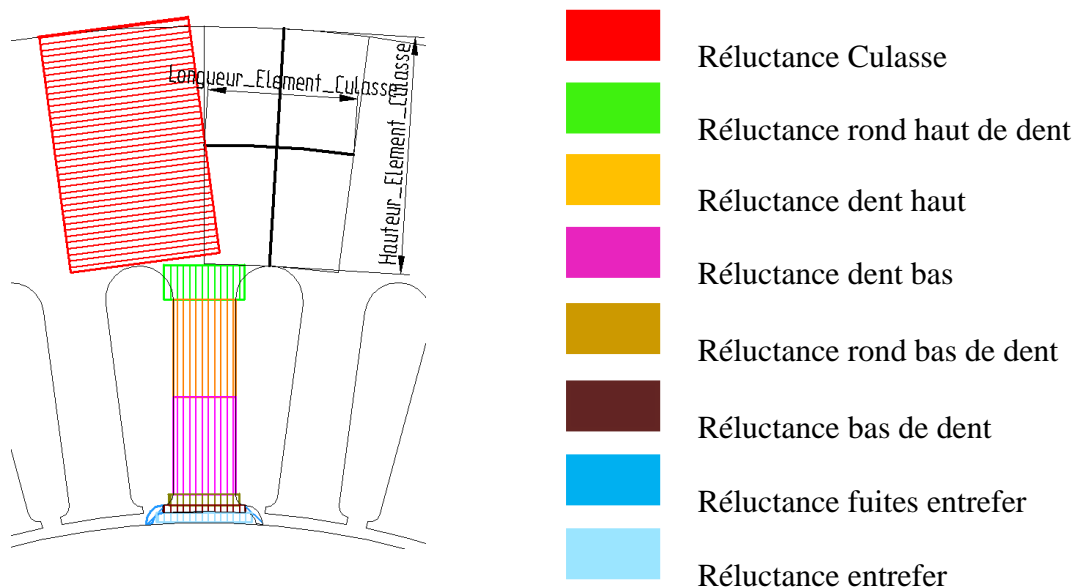 Longueur_Element_Culasse
Hauteur_Element_Culasse
Réluctance Culasse
Réluctance rond haut de dent
Réluctance dent haut
Réluctance dent bas
Réluctance rond bas de dent
Réluctance bas de dent
Réluctance fuites entrefer
Réluctance entrefer